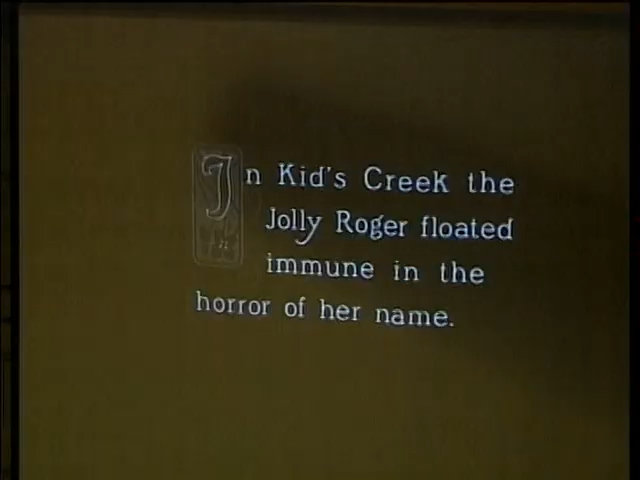 In Kid's Creek the
Jolly Roger floated
immune in the
horror of her name.